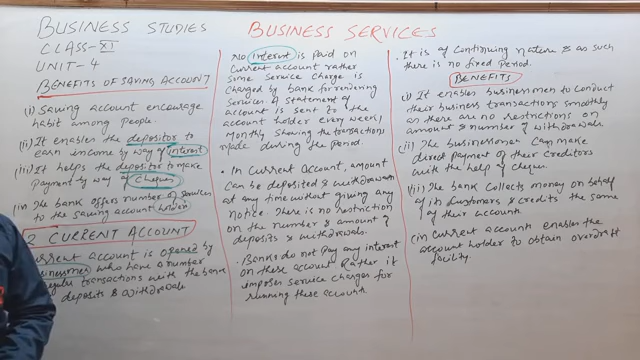 BUSINESS STUDIES
CLASS-XI
UNIT-4
BUSINESS SERVICES
BENEFITS OF SAVING ACCOUNT
(i) Saving account encourage
habit among people.
(ii) It enables the depositor to
earn income by way of interest
(iii) It helps the depositor to make
Payment by way of Cheques
(iv The bank offers number of services
to the saving account holder
2 CURRENT ACCOUNT
Current account is opened by
businessmen who have a number
regular transactions with the bank
deposits & withdrawals
No interest is paid on
Current account rather
Some Service Charge is
Charged by bank for rendering
Services. A statement of
account is sent to the
account holder every week/
Monthly showing the transactions
made during the period.
. In Current Account, amount
Can be deposited & withdrawn
at any time without giving any
Notice. There is no restriction
on the number & amount of
deposits & withdrawals.
. Banks do not Pay any interest
on these account Rather it
imposes service charges for
running these accounts
. It is of Continuing Nature & as such
there is no fixed period.
BENEFITS
i) It enables businessmen to conduct
their business transactions smoothly
as there are no restrictions on
amount & number of withdrawals
(ii) The businessmen Can make
direct payment of their Creditors
with the help of cheque.
(iii) The bank Collects money on behalf
of its Customers & credits the same
of their accounts
(iv Current accounts enables the
account holder to obtain overdraft
facility.